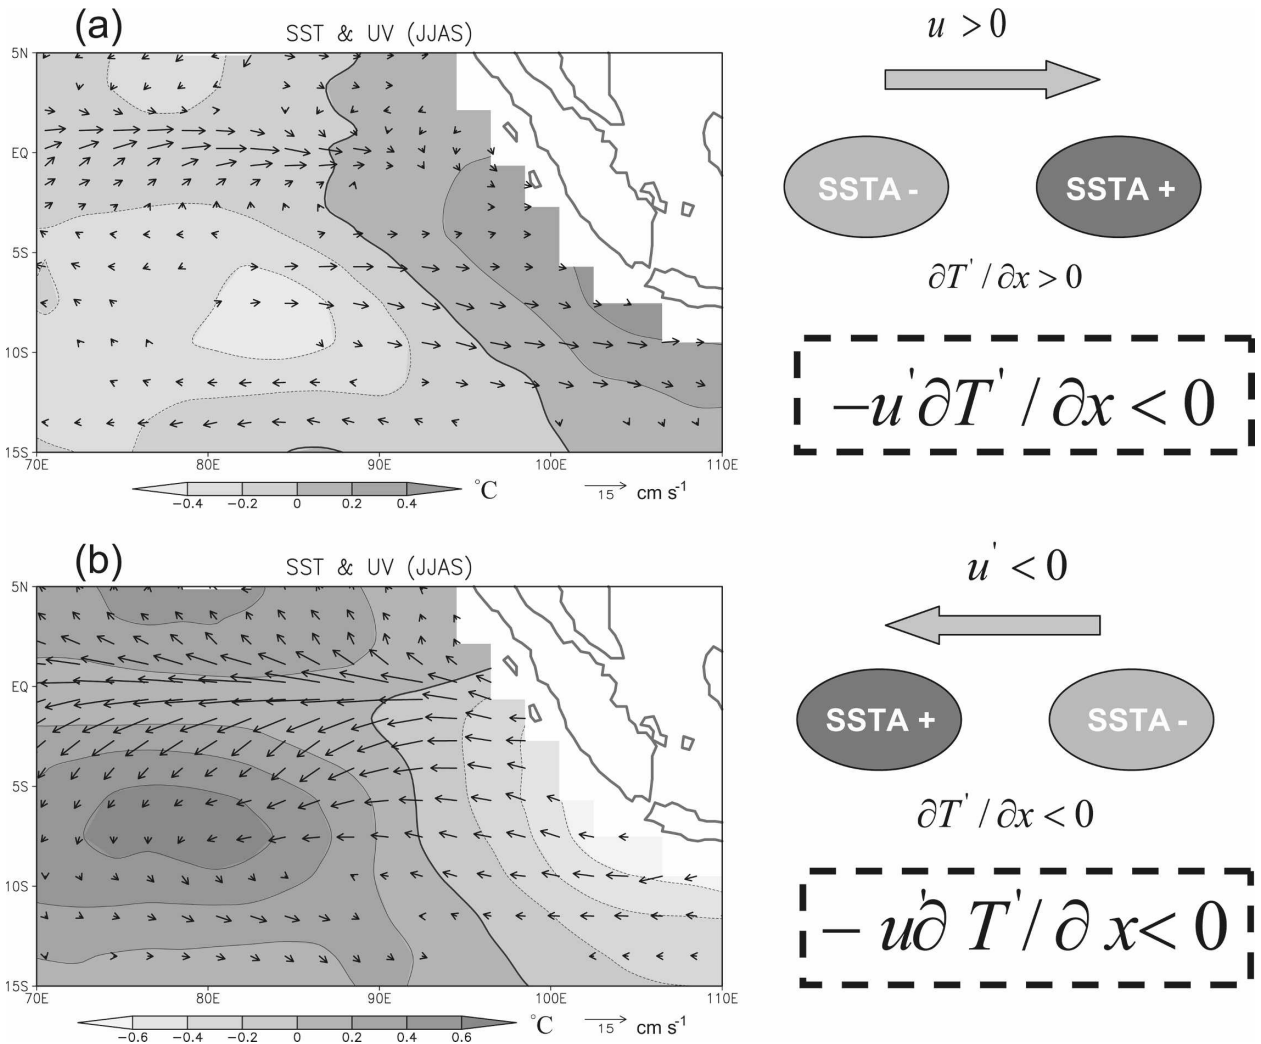 (a)
SST & UV (JJAS)
5N
EQ
5S
10S
15S
70E 80E 90E 100E 110E
−0.4 −0.2 0 0.2 0.4
°C
15 cm s⁻¹
u > 0
SSTA - SSTA +
∂T' / ∂x > 0
−u'∂T' / ∂x < 0
(b)
SST & UV (JJAS)
5N
EQ
5S
10S
15S
70E 80E 90E 100E 110E
−0.6 −0.4 −0.2 0 0.2 0.4 0.6
°C
15 cm s⁻¹
u' < 0
SSTA + SSTA -
∂T' / ∂x < 0
− u'∂ T'/ ∂ x< 0